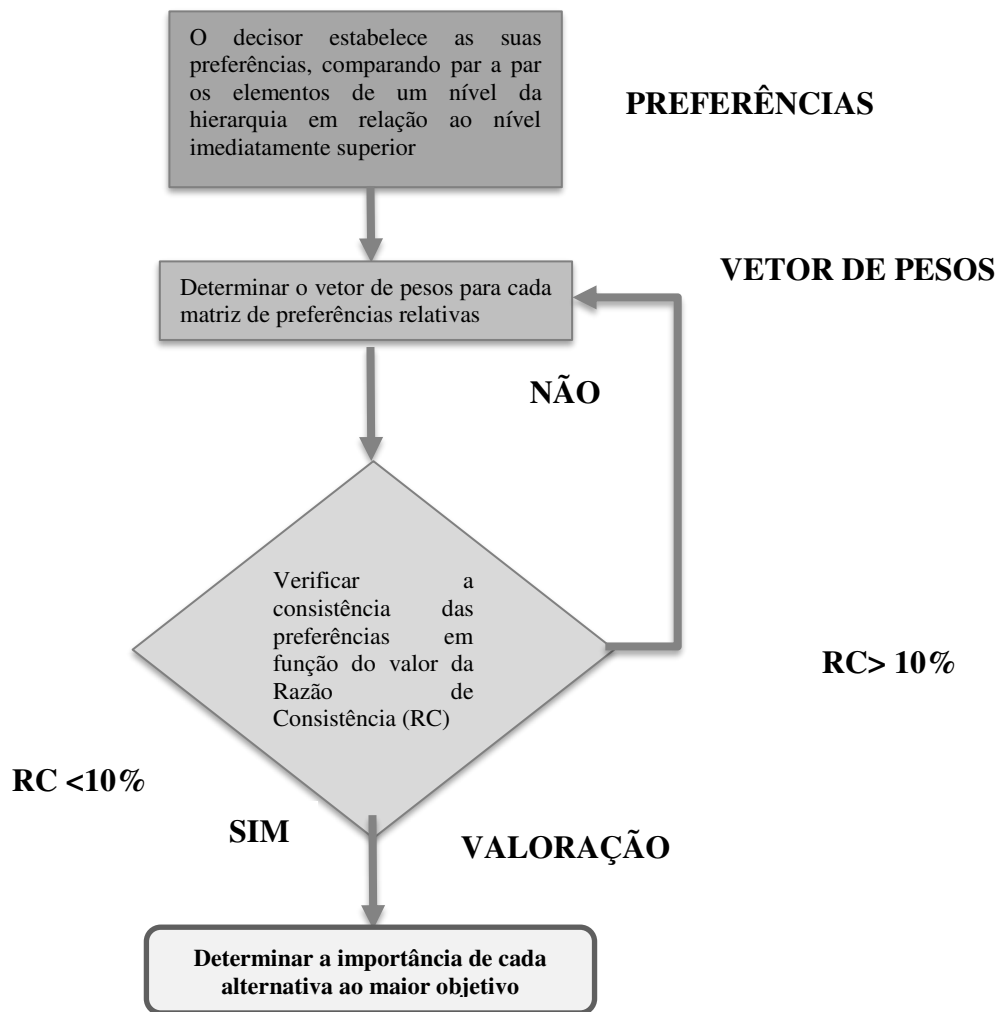 O decisor estabelece as suas
preferências, comparando par a par
os elementos de um nível da
hierarquia em relação ao nível
imediatamente superior
PREFERÊNCIAS
VETOR DE PESOS
Determinar o vetor de pesos para cada
matriz de preferências relativas
NÃO
Verificar a
consistência das
preferências em
função do valor da
Razão de
Consistência (RC)
RC> 10%
RC <10%
SIM
VALORAÇÃO
Determinar a importância de cada
alternativa ao maior objetivo